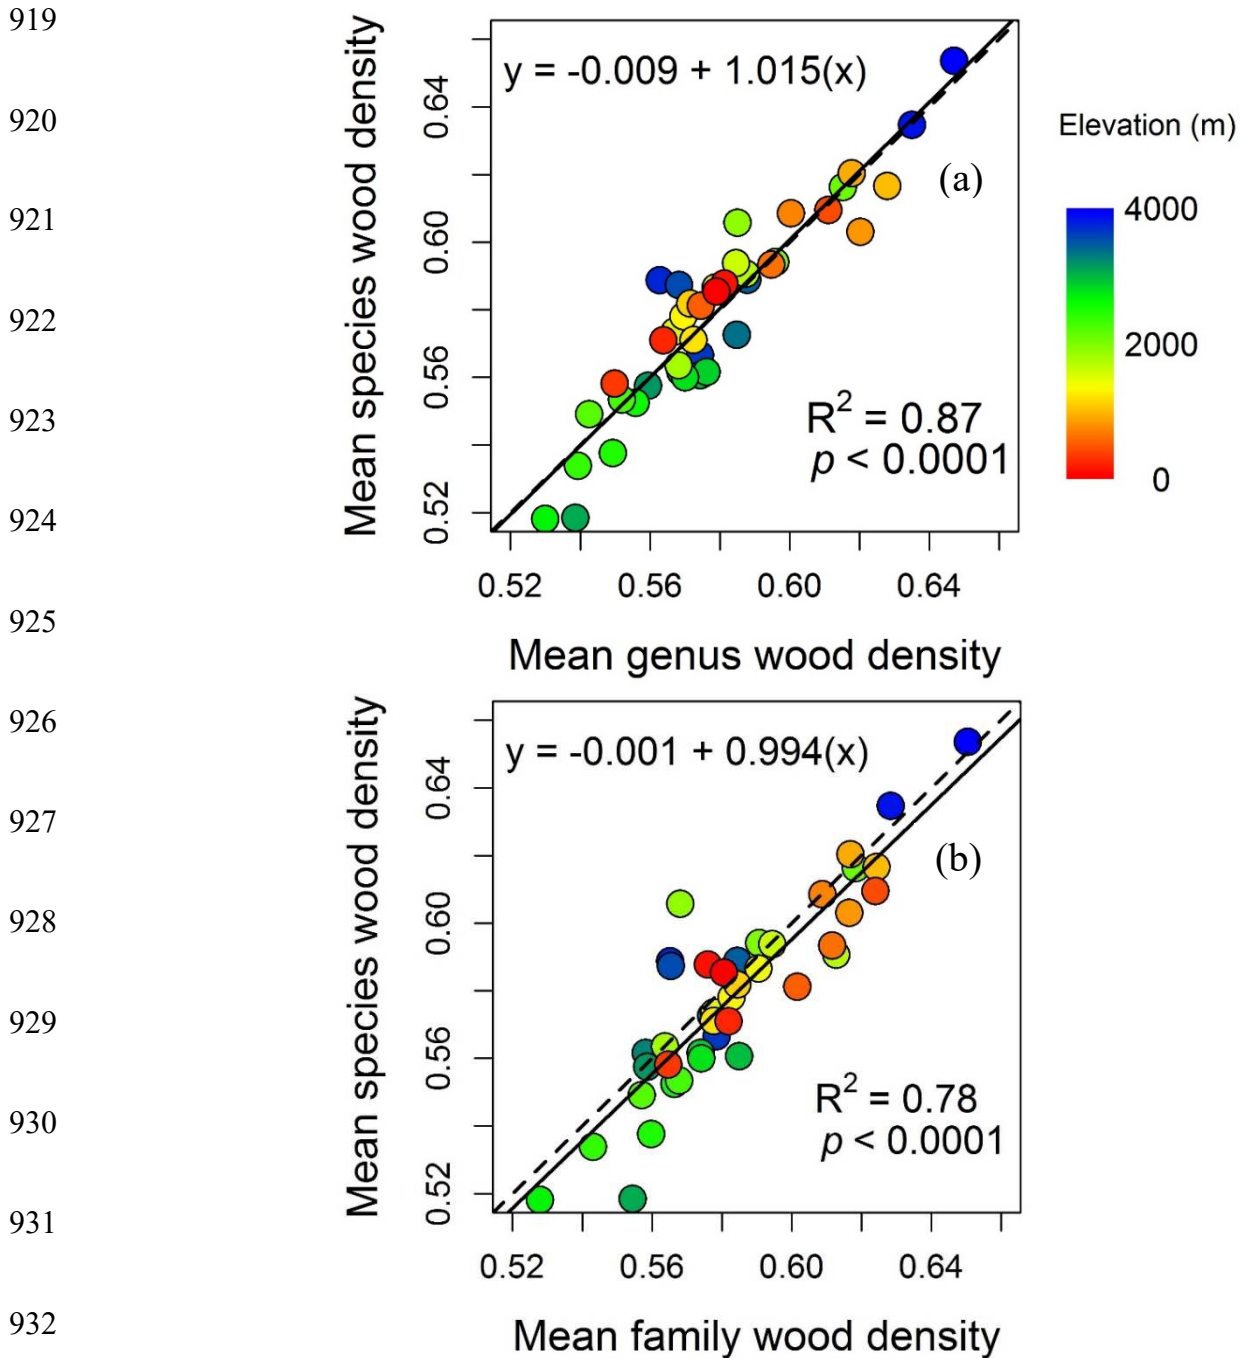 919
920
921
922
923
924
925
926
927
928
929
930
931
932
Mean species wood density
0.64
0.60
0.56
0.52
y = -0.009 + 1.015(x)
(a)
R² = 0.87
p < 0.0001
0.52 0.56 0.60 0.64
Mean genus wood density
Elevation (m)
4000
2000
0
Mean species wood density
0.64
0.60
0.56
0.52
y = -0.001 + 0.994(x)
(b)
R² = 0.78
p < 0.0001
0.52 0.56 0.60 0.64
Mean family wood density